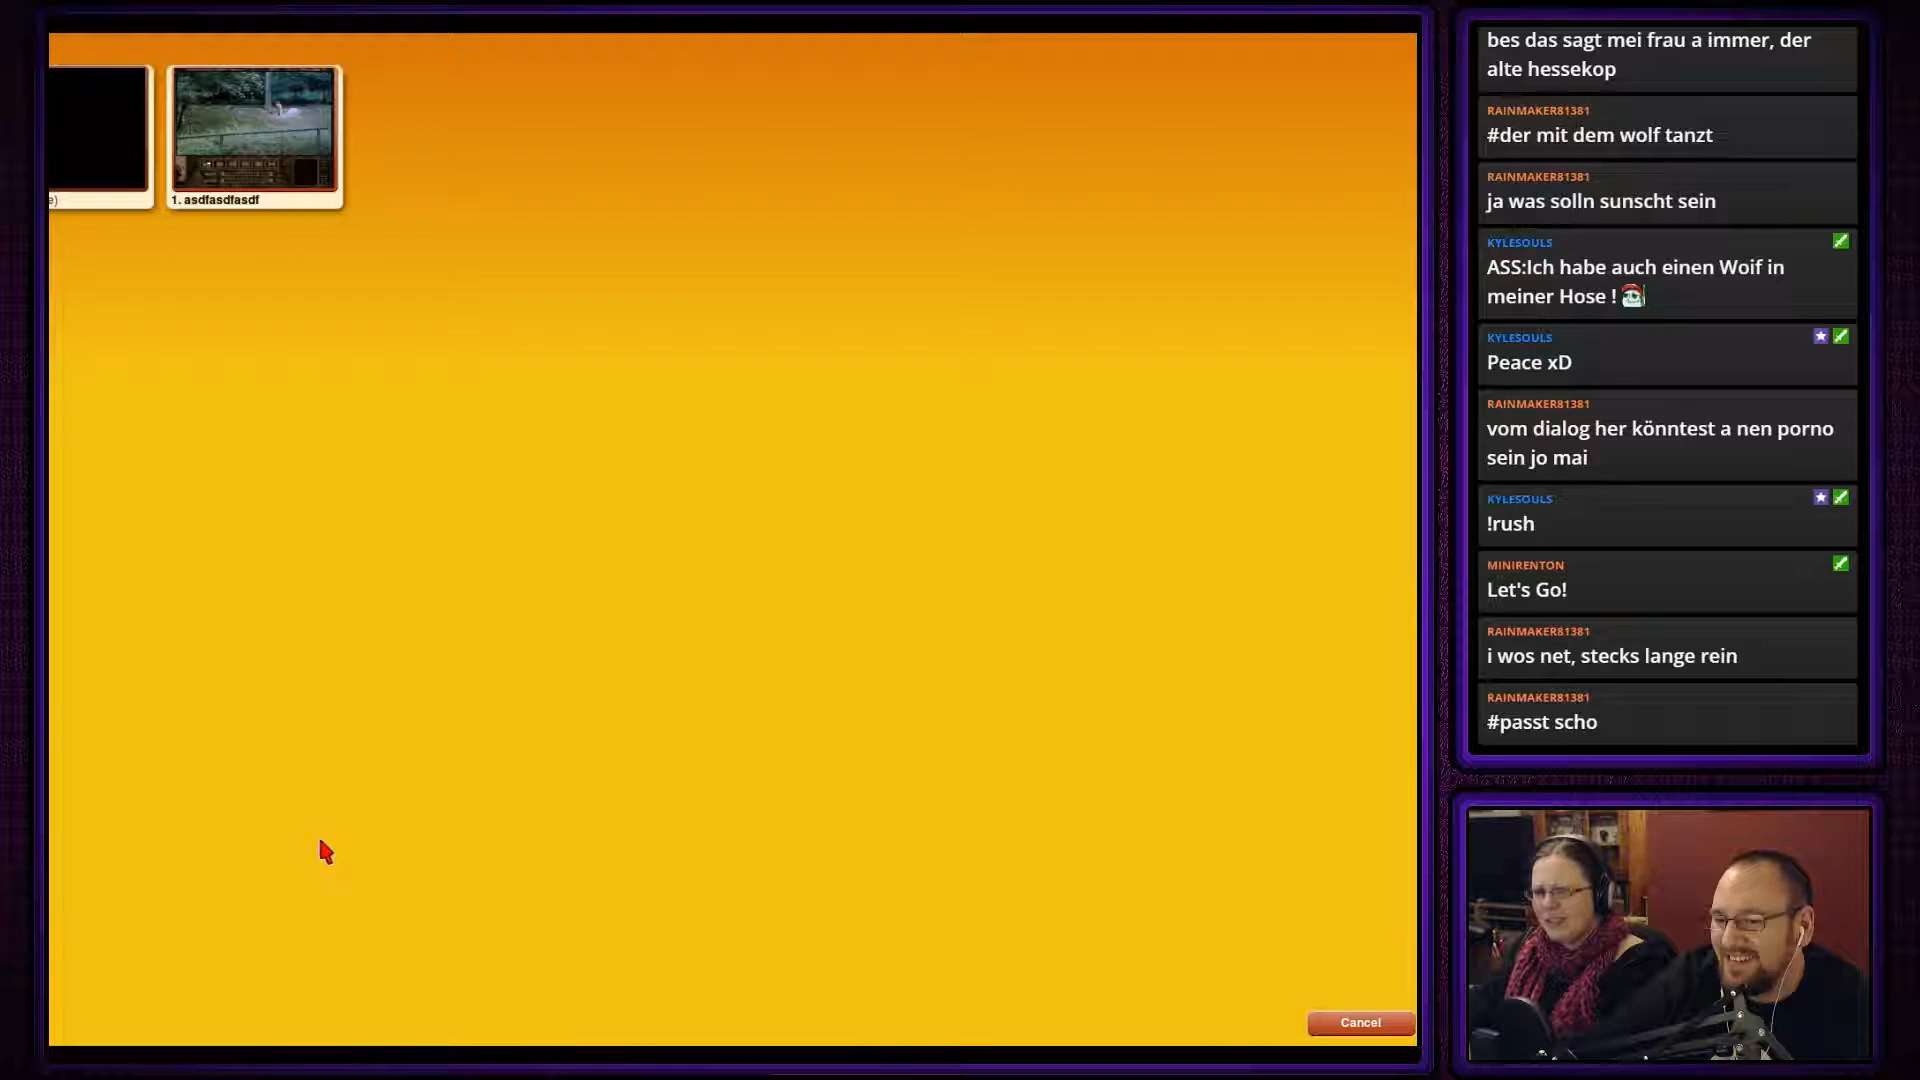 e)
1. asdfasdfasdf
Cancel
bes das sagt mei frau a immer, der
alte hessekop
RAINMAKER81381
#der mit dem wolf tanzt
RAINMAKER81381
ja was solln sunscht sein
KYLESOULS
ASS:Ich habe auch einen Woif in
meiner Hose !
KYLESOULS
Peace xD
RAINMAKER81381
vom dialog her könntest a nen porno
sein jo mai
KYLESOULS
!rush
MINIRENTON
Let's Go!
RAINMAKER81381
i wos net, stecks lange rein
RAINMAKER81381
#passt scho